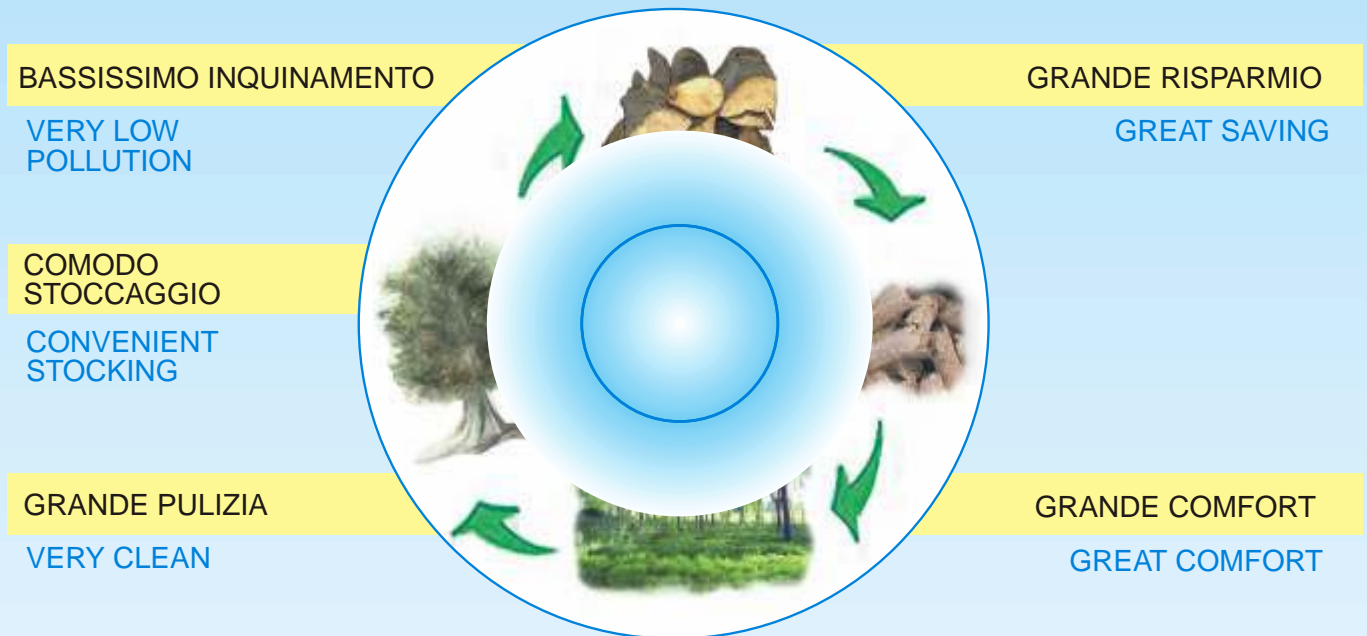 BASSISSIMO INQUINAMENTO
VERY LOW
POLLUTION
GRANDE RISPARMIO
GREAT SAVING
COMODO
STOCCAGGIO
CONVENIENT
STOCKING
GRANDE PULIZIA
VERY CLEAN
GRANDE COMFORT
GREAT COMFORT